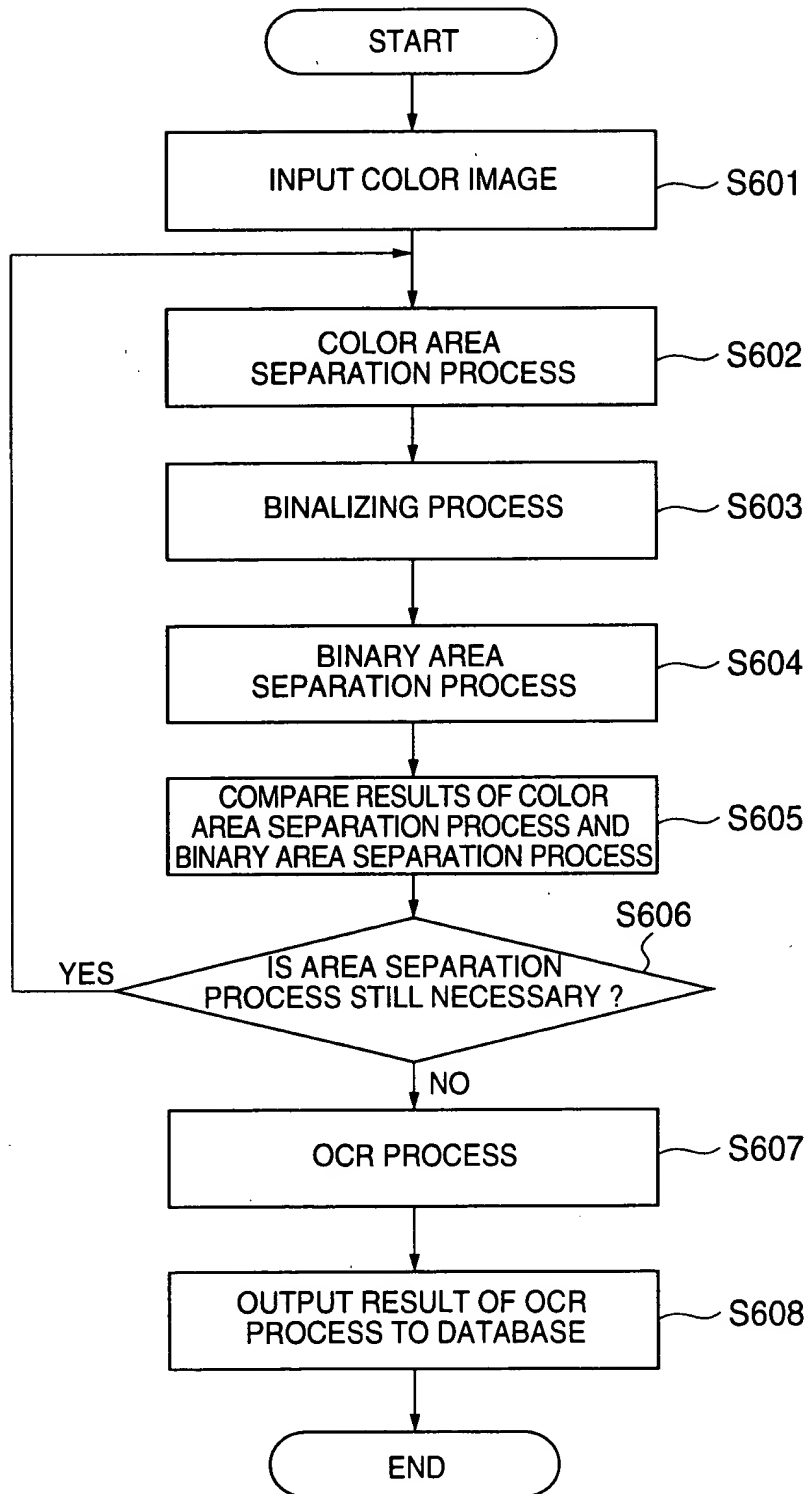 START
INPUT COLOR IMAGE
S601
COLOR AREA
SEPARATION PROCESS
S602
BINALIZING PROCESS
S603
BINARY AREA
SEPARATION PROCESS
S604
COMPARE RESULTS OF COLOR
AREA SEPARATION PROCESS AND
BINARY AREA SEPARATION PROCESS
S605
S606
YES
IS AREA SEPARATION
PROCESS STILL NECESSARY ?
NO
OCR PROCESS
S607
OUTPUT RESULT OF OCR
PROCESS TO DATABASE
S608
END